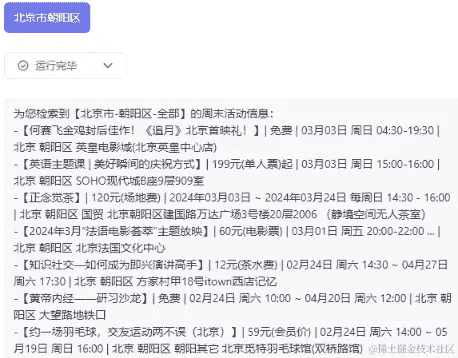 北京市朝阳区
运行完毕
为您检索到【北京市-朝阳区-全部】的周末活动信息：
-【何赛飞金鸡封后佳作！《追月》北京首映礼！】| 免费 | 03月03日 周日 04:30-19:30 |
北京 朝阳区 英皇电影城(北京英皇中心店)
-【英语主题课 | 美好瞬间的庆祝方式】| 199元(单人票)起 | 03月03日 周日 15:00-16:00 |
北京 朝阳区 SOHO现代城B座9层909室
-【正念觅茶】| 120元(场地费) | 2024年03月03日 ~ 2024年03月24日 每周日 14:30 - 16:00
| 北京 朝阳区 国贸 北京朝阳区建国路万达广场3号楼20层2006 （静境空间无人茶室）
-【2024年3月“法语电影荟萃”主题放映】| 60元(电影票) | 03月01日 周五 20:00-22:00 ... |
北京 朝阳区 北京法国文化中心
-【知识社交—如何成为即兴演讲高手】| 12元(茶水费) | 02月24日 周六 14:30 ~ 04月27日
周六 17:30 | 北京 朝阳区 方家村甲18号itown西店记忆
-【黄帝内经——研习沙龙】| 免费 | 02月24日 周六 10:00 ~ 04月20日 周六 12:00 | 北京 朝
阳区 大望路地铁口
-【约一场羽毛球，交友运动两不误（北京）】| 59元(会员价) | 02月24日 周六 14:00 ~ 05
月19日 周日 16:00 | 北京 朝阳其它 北京觅特羽毛球馆(双桥路馆)
@稀土掘金技术社区